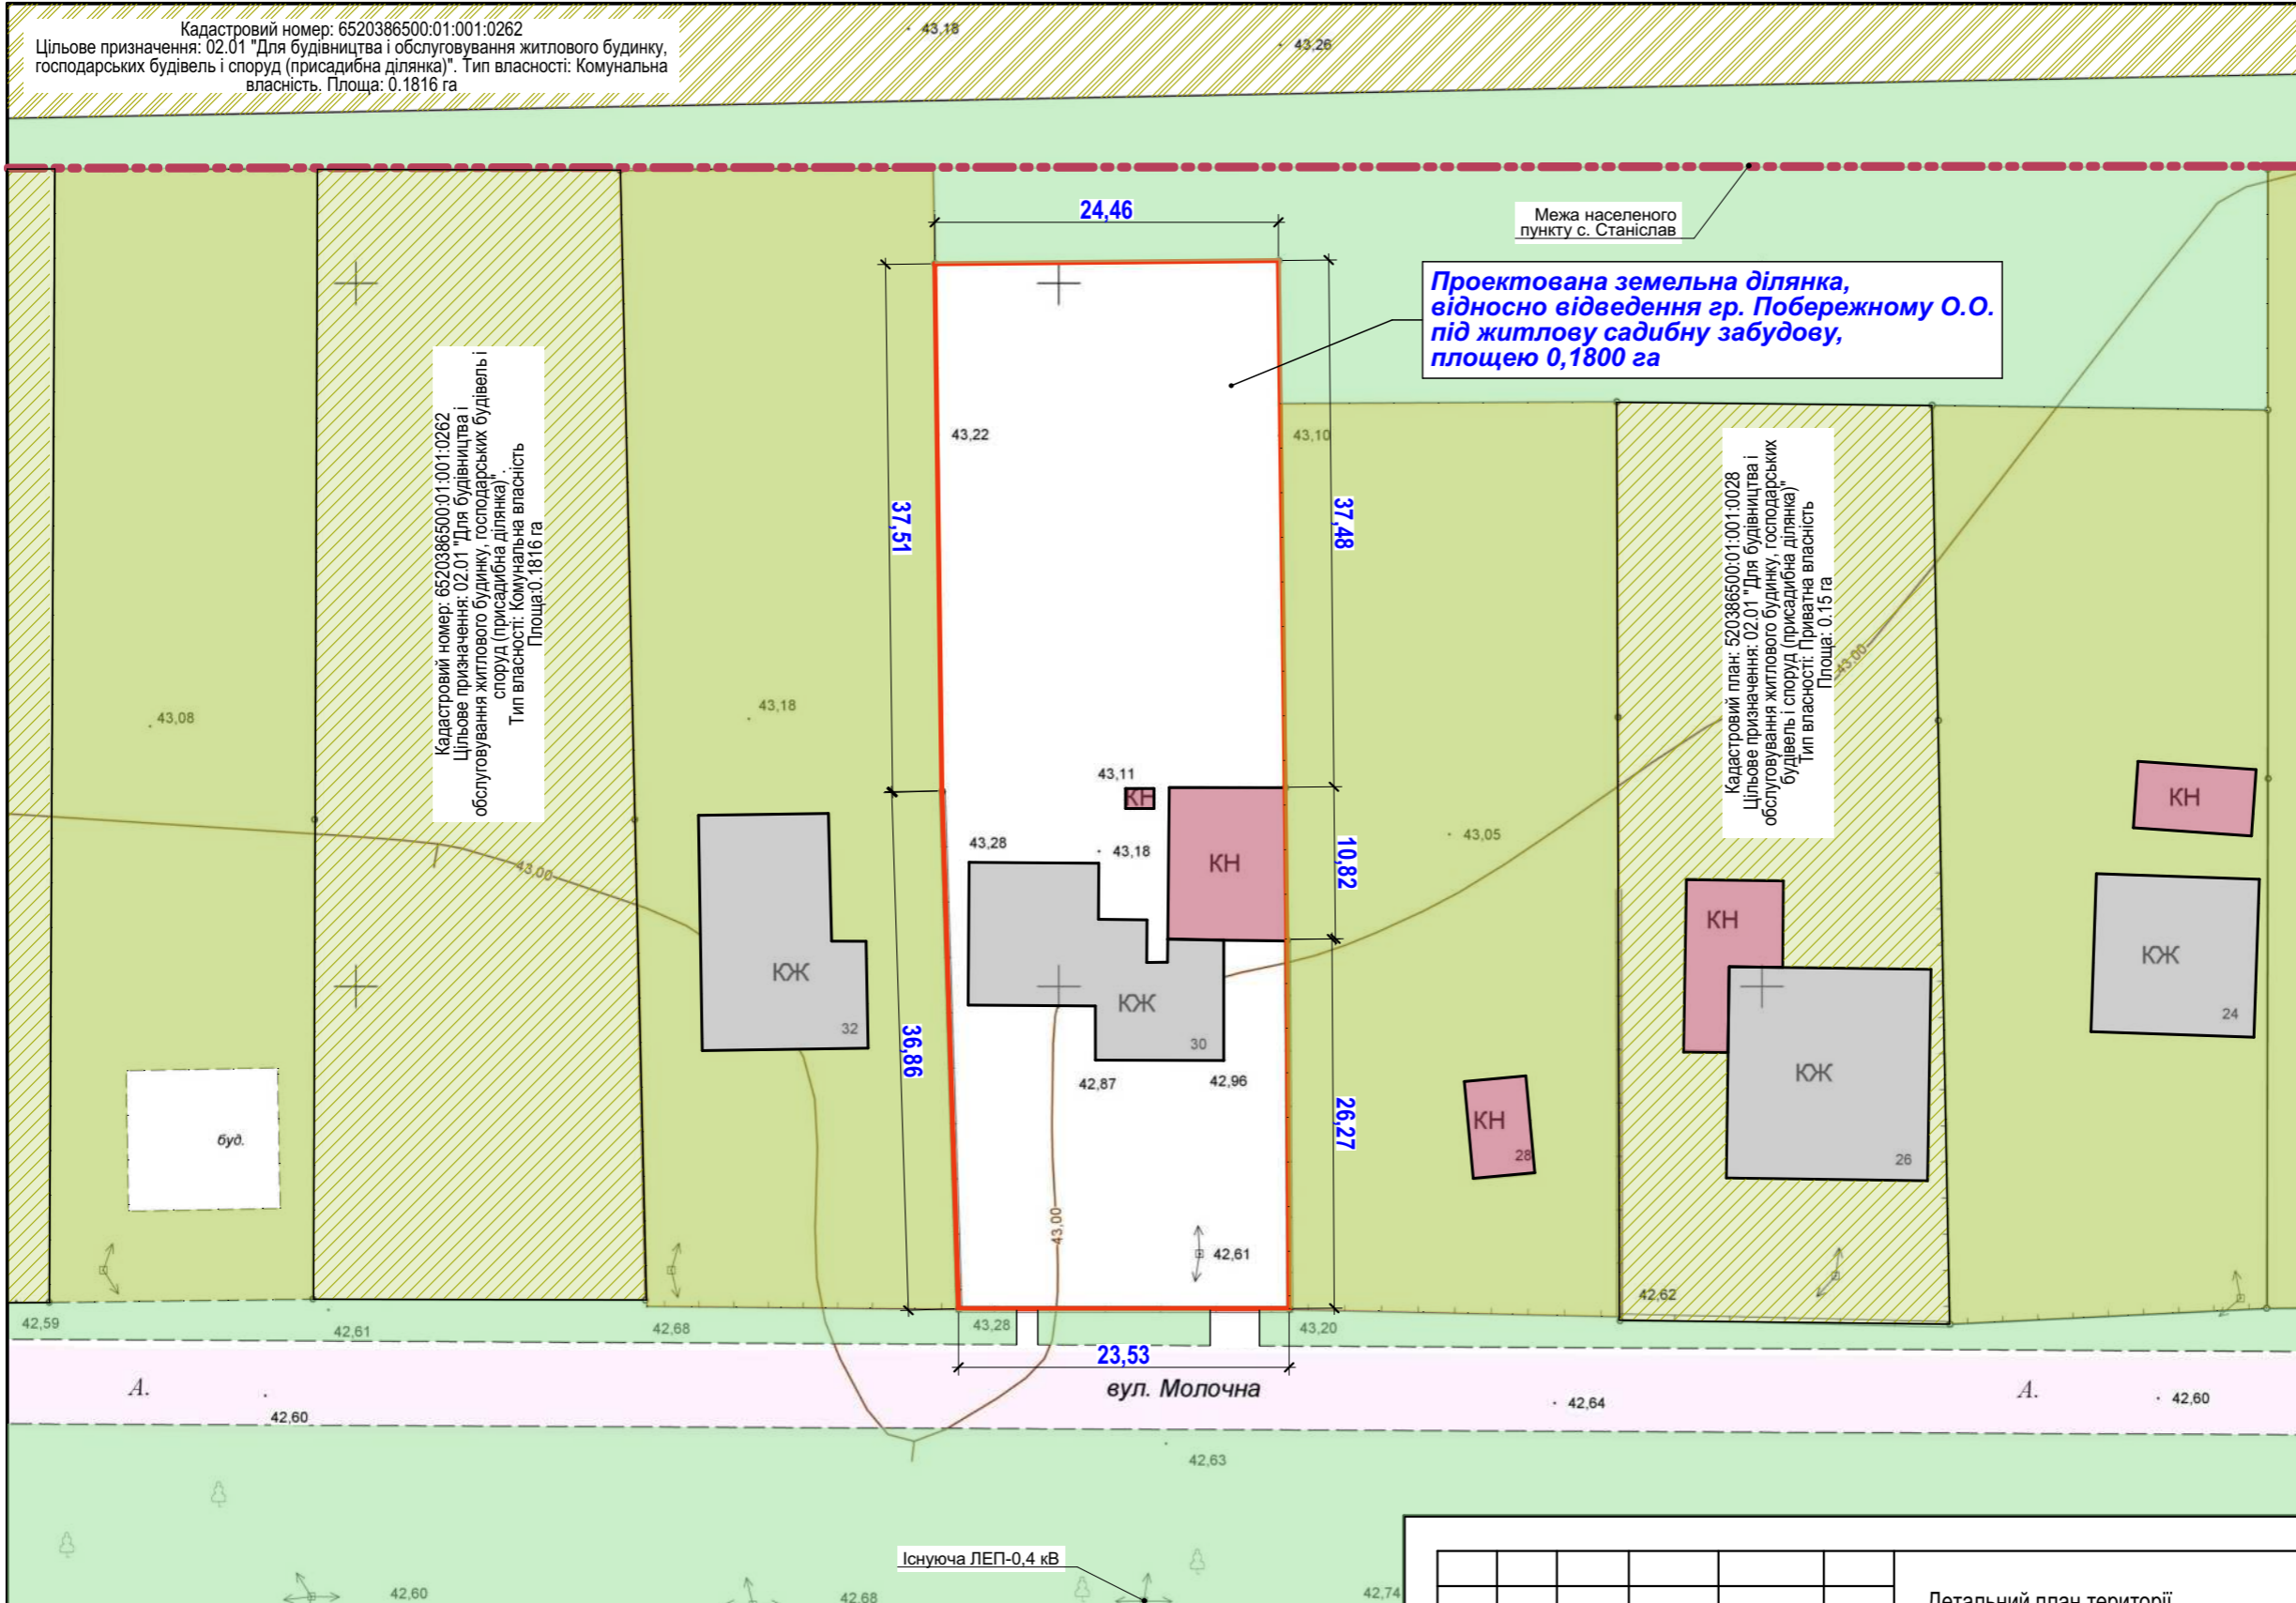 Кадастровий номер: 6520386500:01:001:0262
Цільове призначення: 02.01 "Для будівництва і обслуговування житлового будинку,
господарських будівель і споруд (присадибна ділянка)". Тип власності: Комунальна
власність. Площа: 0.1816 га
43,18
43,26
24,46
Межа населеного
пункту с. Станіслав
Проектована земельна ділянка,
відносно відведення гр. Побережному О.О.
під житлову садибну забудову,
площею 0,1800 га
Кадастровий номер: 6520386500:01:001:0262
Цільове призначення: 02.01 "Для будівництва і
обслуговування житлового будинку, господарських будівель і
споруд (присадибна ділянка)".
Тип власності: Комунальна власність
Площа:0.1816 га
43,22
43,10
37,51
37,48
Кадастровий план: 520386500:01:001:0028
Цільове призначення: 02.01 "Для будівництва і
обслуговування житлового будинку, господарських
будівель і споруд (присадибна ділянка)"
Тип власності: Приватна власність
Площа: 0.15 га
43,00
43,08
43,18
43,11
КН
КН
43,28
43,18
КН
43,05
10,82
43,00
КН
КЖ
32
КЖ
30
КЖ
24
36,86
42,87
42,96
26,27
КН
28
КЖ
26
буд.
43,00
42,61
42,62
42,59
42,61
42,68
43,28
43,20
23,53
А.
42,60
вул. Молочна
42,64
А.
42,60
42,63
Існуюча ЛЕП-0,4 кВ
42,60
42,68
42,74
Детальний план території